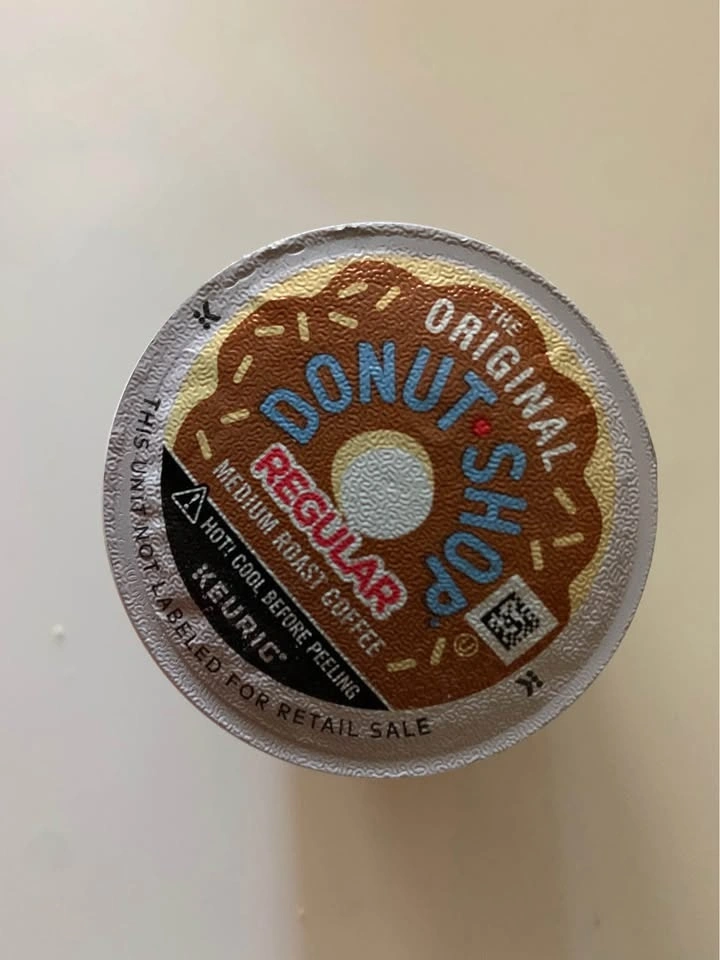 THE
ORIGINAL
DONUT SHOP
REGULAR
MEDIUM ROAST COFFEE
HOT! COOL BEFORE PEELING
KEURIG®
THIS UNIT NOT LABELED FOR RETAIL SALE
©
K
K